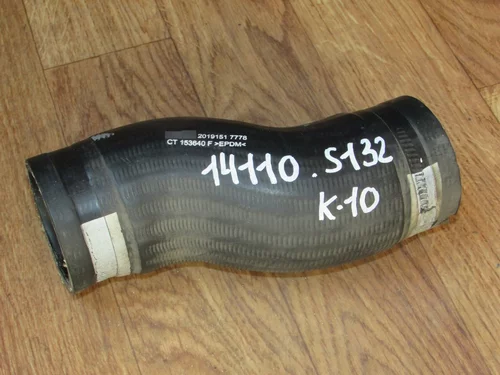 2019151 7778
CT 153640 F >EPDM<
14110. S132
K-10